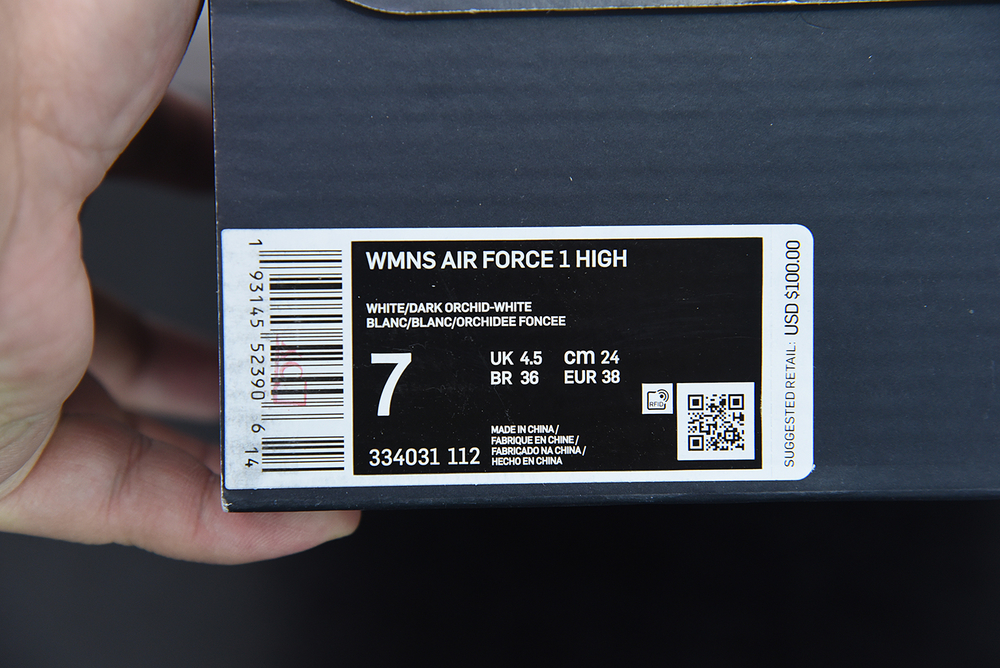 WMNS AIR FORCE 1 HIGH
WHITE/DARK ORCHID-WHITE
BLANC/BLANC/ORCHIDEE FONCEE
7
UK 4.5 cm 24
BR 36 EUR 38
RFID
334031 112
MADE IN CHINA/
FABRIQUE EN CHINE/
FABRICADO NA CHINA/
HECHO EN CHINA
1 93145 52390 6 14
SUGGESTED RETAIL: USD $100.00